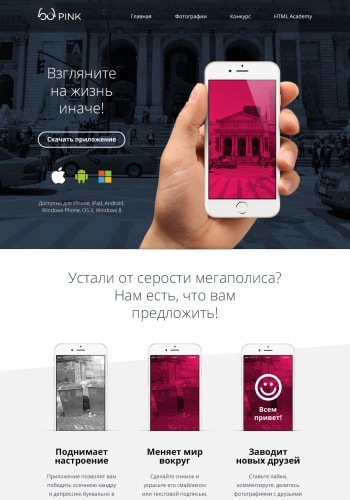 PINK
Главная Фотографии Конкурс HTML Academy
Взгляните
на жизнь
иначе!
Скачать приложение
Доступно для iPhone, iPad, Android,
Windows Phone, OS X, Windows 8
Устали от серости мегаполиса?
Нам есть, что вам
предложить!
Всем
привет!
Поднимает
настроение
Приложение позволит вам
победить осеннюю хандру
и депрессию буквально в
Меняет мир
вокруг
Сделайте снимок и
украсьте его смайликом
или текстовой подписью,
Заводит
новых друзей
Ставьте лайки,
комментируйте, делитесь
фотографиями с друзьями